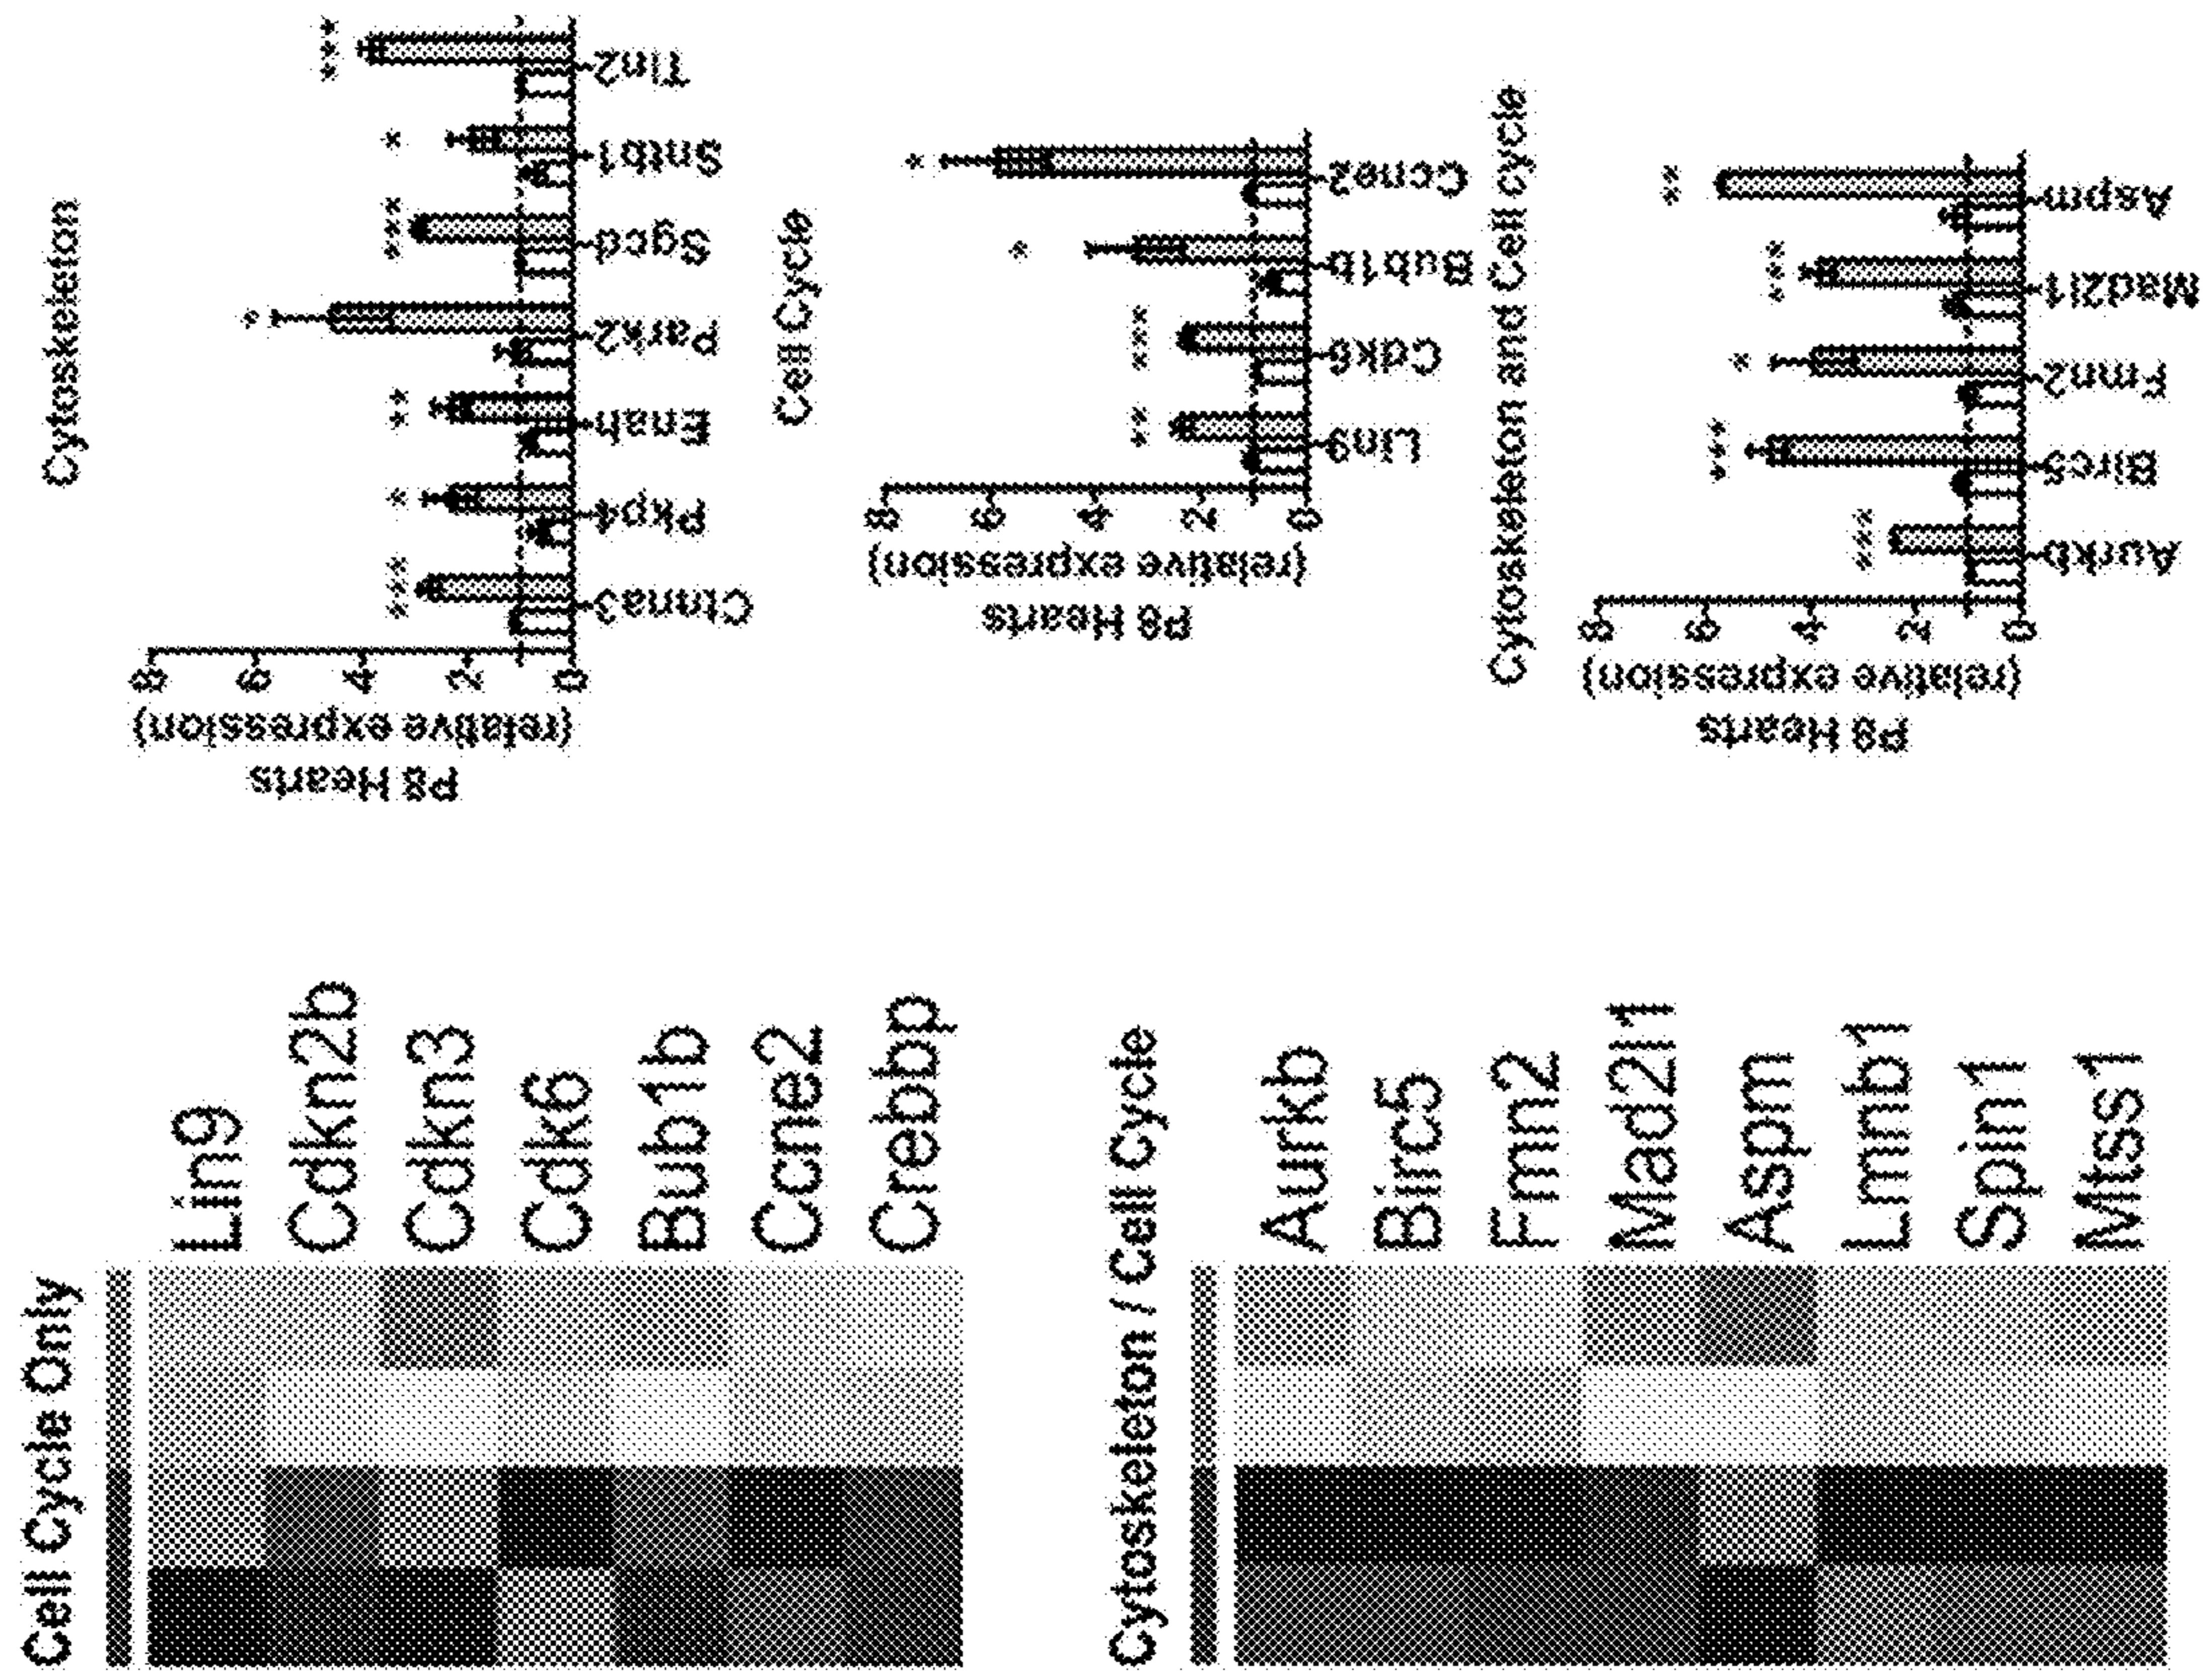 Cell Cycle Only
Lin9
Cdkn2b
Cdkn3
Cdk6
Bub1b
Ccne2
Crebbp
Cytoskeleton / Cell Cycle
Aurkb
Birc5
Fmn2
Mad2l1
Aspm
Lmnb1
Spin1
Mtss1
Cytoskeleton
P8 Hearts
(relative expression)
8
6
4
2
0
*** * ** * *** * ***
Ctnna3 Pkp4 Enah Park2 Sgcd Sntb1 Tln2
Cell Cycle
P8 Hearts
(relative expression)
8
6
4
2
0
** *** * *
Lin9 Cdk6 Bub1b Ccne2
Cytoskeleton and Cell cycle
P8 Hearts
(relative expression)
8
6
4
2
0
*** *** * *** **
Aurkb Birc5 Fmn2 Mad2l1 Aspm